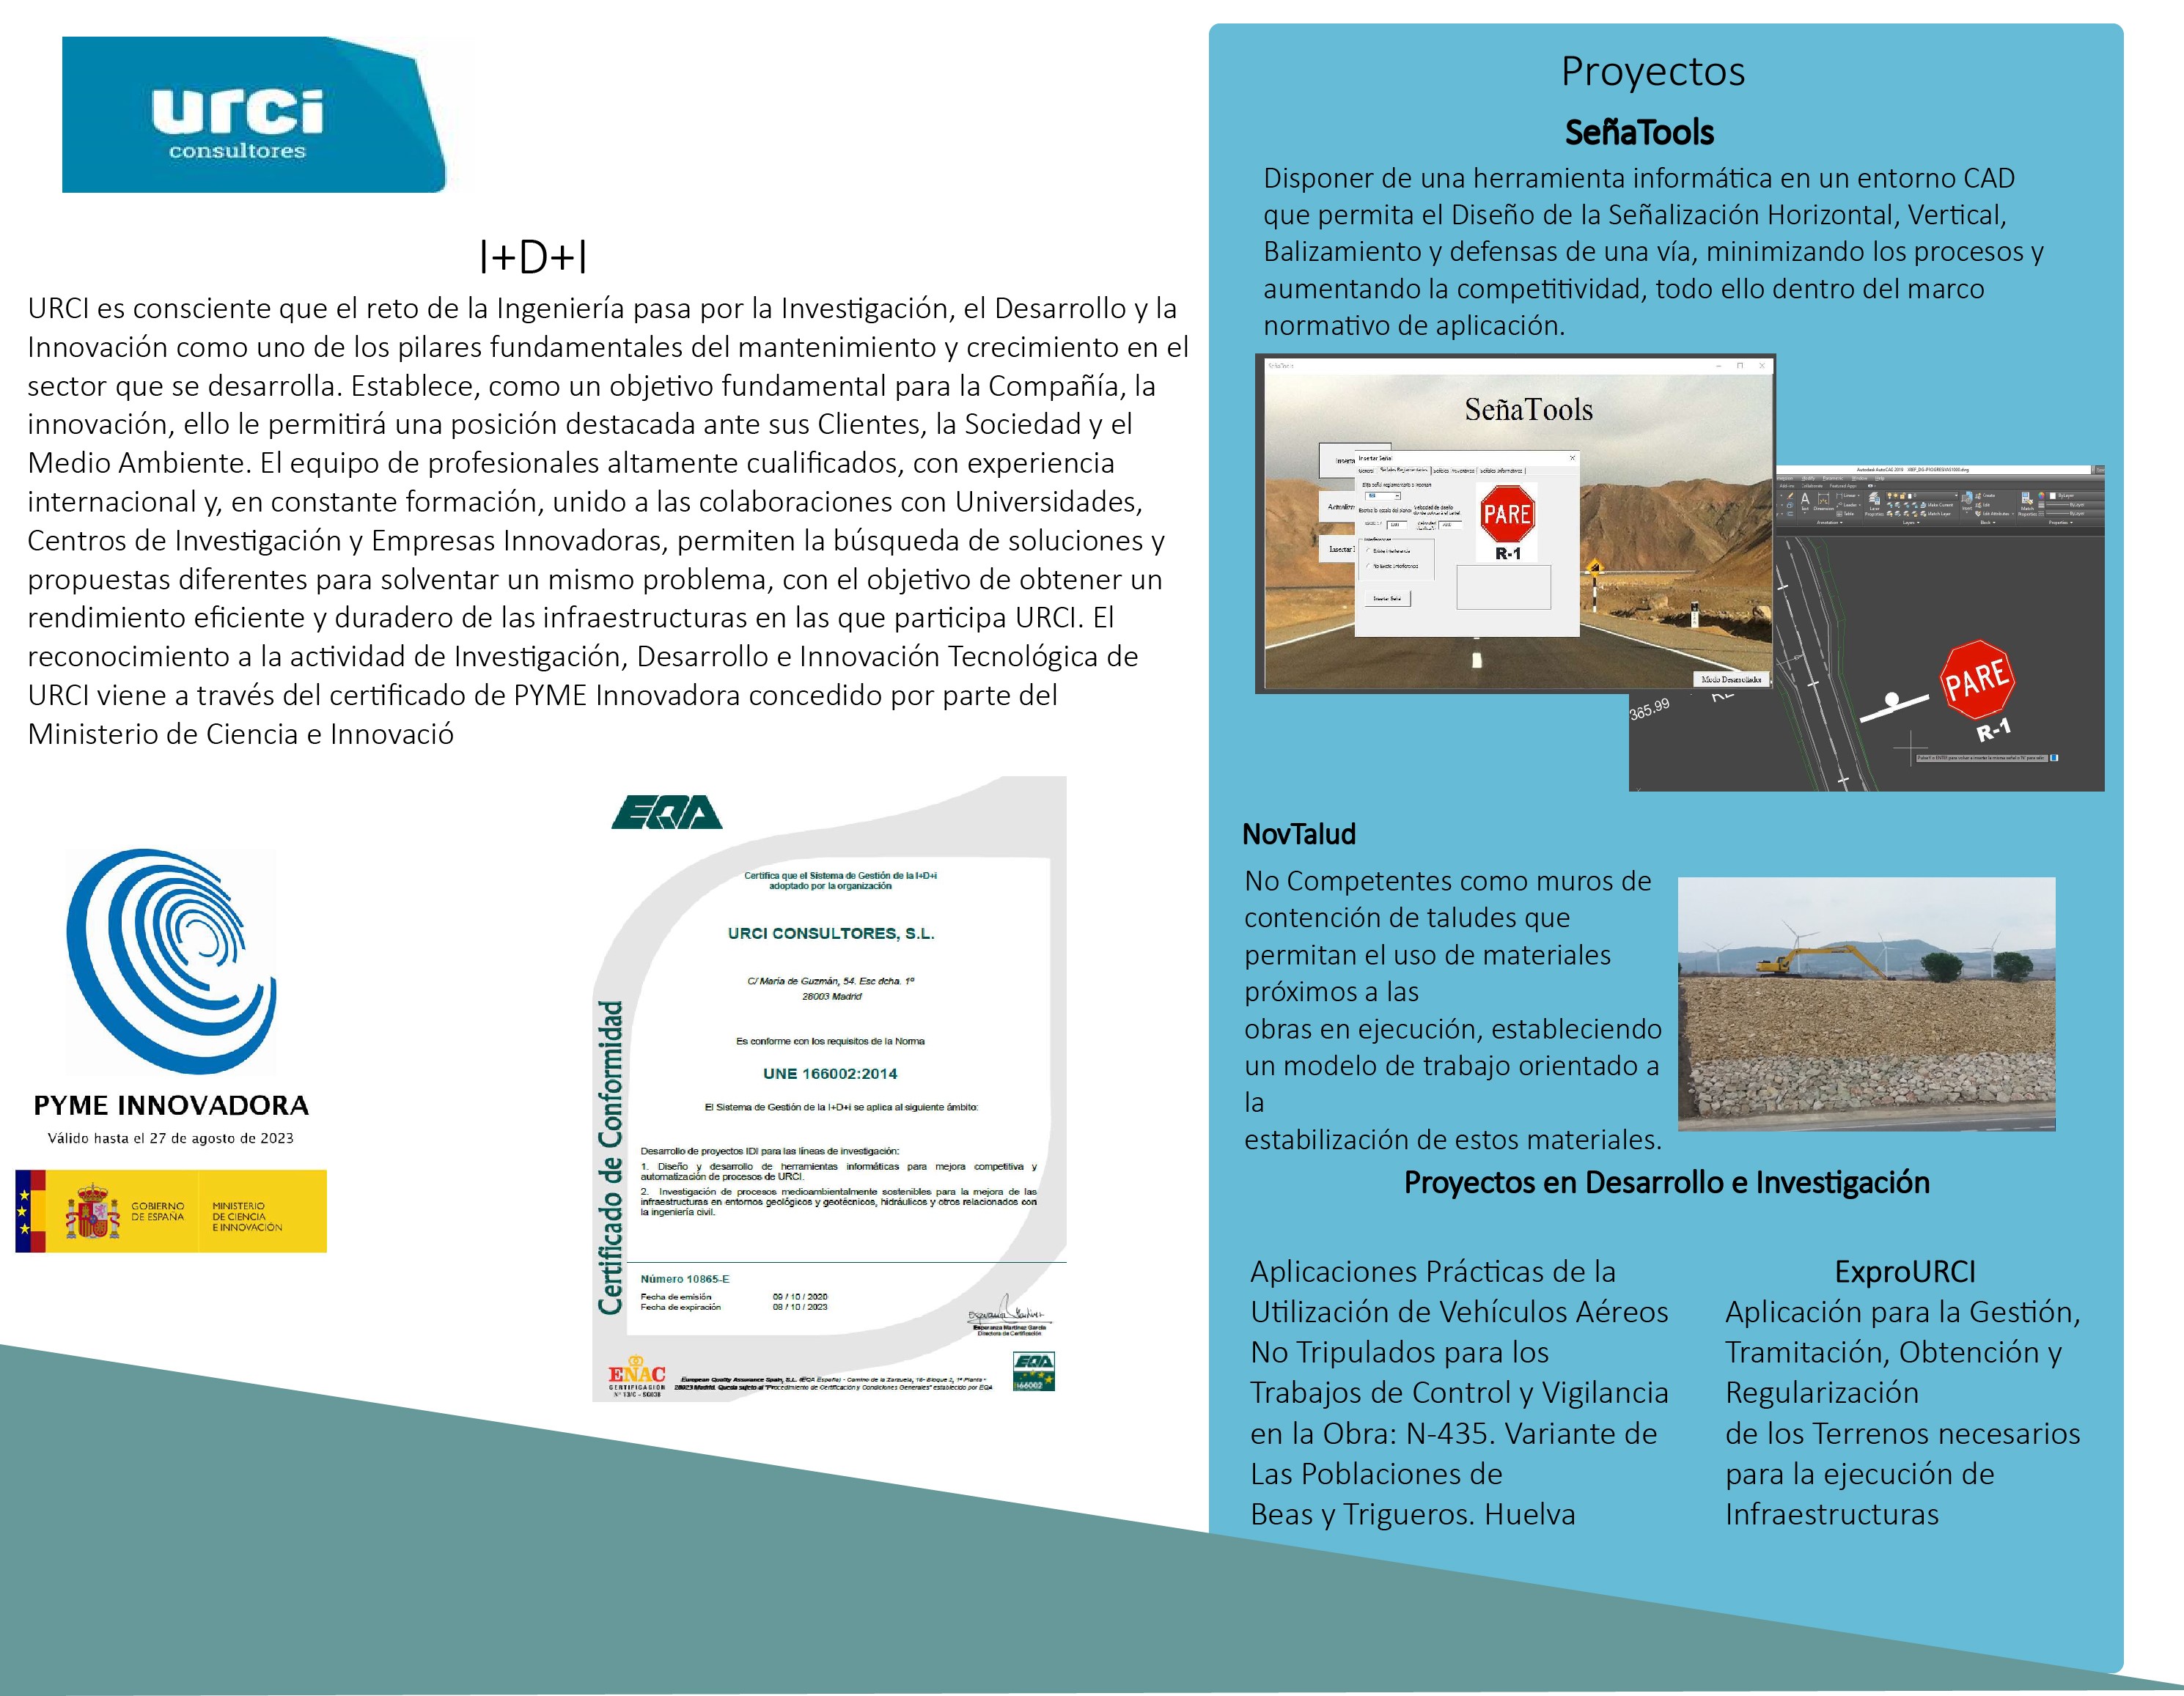 urci
consultores
I+D+I
URCI es consciente que el reto de la Ingeniería pasa por la Investigación, el Desarrollo y la
Innovación como uno de los pilares fundamentales del mantenimiento y crecimiento en el
sector que se desarrolla. Establece, como un objetivo fundamental para la Compañía, la
innovación, ello le permitirá una posición destacada ante sus Clientes, la Sociedad y el
Medio Ambiente. El equipo de profesionales altamente cualificados, con experiencia
internacional y, en constante formación, unido a las colaboraciones con Universidades,
Centros de Investigación y Empresas Innovadoras, permiten la búsqueda de soluciones y
propuestas diferentes para solventar un mismo problema, con el objetivo de obtener un
rendimiento eficiente y duradero de las infraestructuras en las que participa URCI. El
reconocimiento a la actividad de Investigación, Desarrollo e Innovación Tecnológica de
URCI viene a través del certificado de PYME Innovadora concedido por parte del
Ministerio de Ciencia e Innovació
PYME INNOVADORA
Válido hasta el 27 de agosto de 2023
GOBIERNO
DE ESPAÑA
MINISTERIO
DE CIENCIA
E INNOVACIÓN
EQA
Certificado de Conformidad
Certifica que el Sistema de Gestión de la I+D+i
adoptado por la organización
URCI CONSULTORES, S.L.
C/ María de Guzmán, 54. Esc dcha. 1º
28003 Madrid
Es conforme con los requisitos de la Norma
UNE 166002:2014
El Sistema de Gestión de la I+D+i se aplica al siguiente ámbito:
Desarrollo de proyectos IDI para las líneas de investigación:
1. Diseño y desarrollo de herramientas informáticas para mejora competitiva y
automatización de procesos de URCI.
2. Investigación de procesos medioambientalmente sostenibles para la mejora de las
infraestructuras en entornos geológicos y geotécnicos, hidráulicos y otros relacionados con
la ingeniería civil.
Número 10865-E
Fecha de emisión 09 / 10 / 2020
Fecha de expiración 08 / 10 / 2023
Esperanza Martínez García
Directora de Certificación
ENAC
CERTIFICACIÓN
Nº 13/C - SG038
European Quality Assurance Spain, S.L. (EQA España) - Camino de la Zarzuela, 15- Bloque 2, 1ª Planta -
28023 Madrid. Queda sujeto al "Procedimiento de Certificación y Condiciones Generales" establecido por EQA
EQA
166002
Proyectos
SeñaTools
Disponer de una herramienta informática en un entorno CAD
que permita el Diseño de la Señalización Horizontal, Vertical,
Balizamiento y defensas de una vía, minimizando los procesos y
aumentando la competitividad, todo ello dentro del marco
normativo de aplicación.
SeñaTools
SeñaTools
Insertar Señal
PARE
R-1
Insertar Señal
Modo Desarrollador
365.99
PARE
R-1
NovTalud
No Competentes como muros de
contención de taludes que
permitan el uso de materiales
próximos a las
obras en ejecución, estableciendo
un modelo de trabajo orientado a
la
estabilización de estos materiales.
Proyectos en Desarrollo e Investigación
Aplicaciones Prácticas de la
Utilización de Vehículos Aéreos
No Tripulados para los
Trabajos de Control y Vigilancia
en la Obra: N-435. Variante de
Las Poblaciones de
Beas y Trigueros. Huelva
ExproURCI
Aplicación para la Gestión,
Tramitación, Obtención y
Regularización
de los Terrenos necesarios
para la ejecución de
Infraestructuras